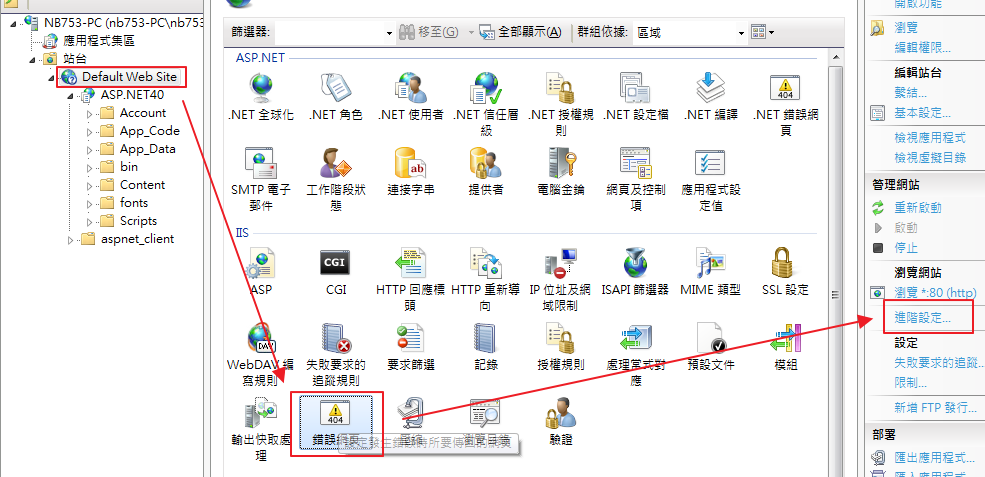 NB753-PC (nb753-PC\nb753
應用程式集區
站台
Default Web Site
ASP.NET40
Account
App_Code
App_Data
bin
Content
fonts
Scripts
aspnet_client
篩選器:
移至(G)
全部顯示(A)
群組依據:
區域
ASP.NET
.NET 全球化
.NET 角色
.NET 使用者
.NET 信任層
級
.NET 授權規
則
.NET 設定檔
.NET 編譯
.NET 錯誤網
頁
SMTP 電子
郵件
工作階段狀
態
連接字串
提供者
電腦金鑰
網頁及控制
項
應用程式設
定值
IIS
ASP
CGI
HTTP 回應標
頭
HTTP 重新導
向
IP 位址及網
域限制
ISAPI 篩選器
MIME 類型
SSL 設定
WebDAV 編
寫規則
失敗要求的
追蹤規則
要求篩選
記錄
授權規則
處理常式對
應
預設文件
模組
輸出快取處
理
錯誤網頁
壓縮
瀏覽目錄
驗證
瀏覽
編輯權限...
編輯站台
繫結...
基本設定...
檢視應用程式
檢視虛擬目錄
管理網站
重新啟動
啟動
停止
瀏覽網站
瀏覽 *:80 (http)
進階設定...
設定
失敗要求的追蹤...
限制...
新增 FTP 發行...
部署
匯出應用程式...